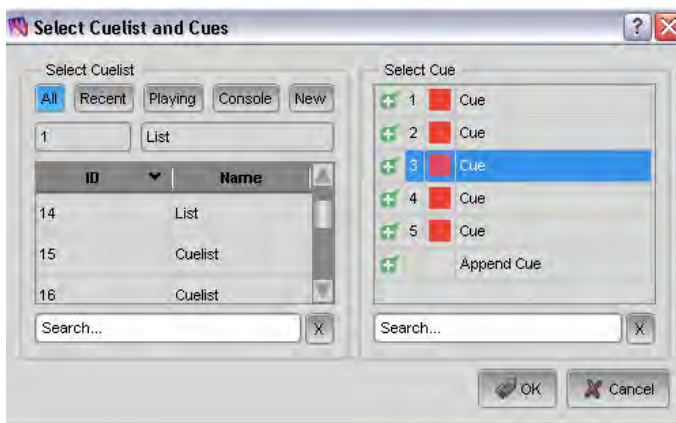 Select Cuelist and Cues
?
Select Cuelist
All Recent Playing Console New
1 List
ID Name
14 List
15 Cuelist
16 Cuelist
Search... X
Select Cue
1 Cue
2 Cue
3 Cue
4 Cue
5 Cue
Append Cue
Search... X
OK Cancel